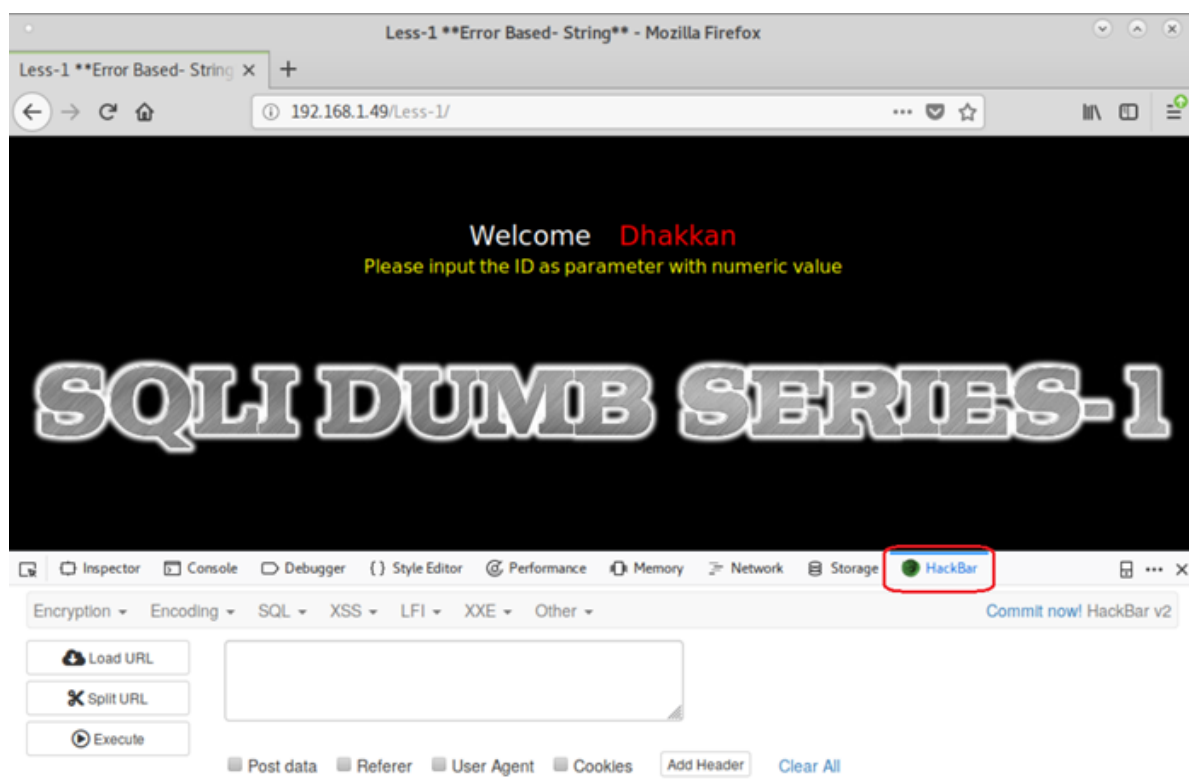 Less-1 **Error Based- String** - Mozilla Firefox
Less-1 **Error Based- String
192.168.1.49/Less-1/
Welcome Dhakkan
Please input the ID as parameter with numeric value
SQLI DUMB SERIES-1
Inspector Console Debugger {} Style Editor Performance Memory Network Storage HackBar
Encryption Encoding SQL XSS LFI XXE Other Commit now! HackBar v2
Load URL
Split URL
Execute
Post data Referer User Agent Cookies Add Header Clear All